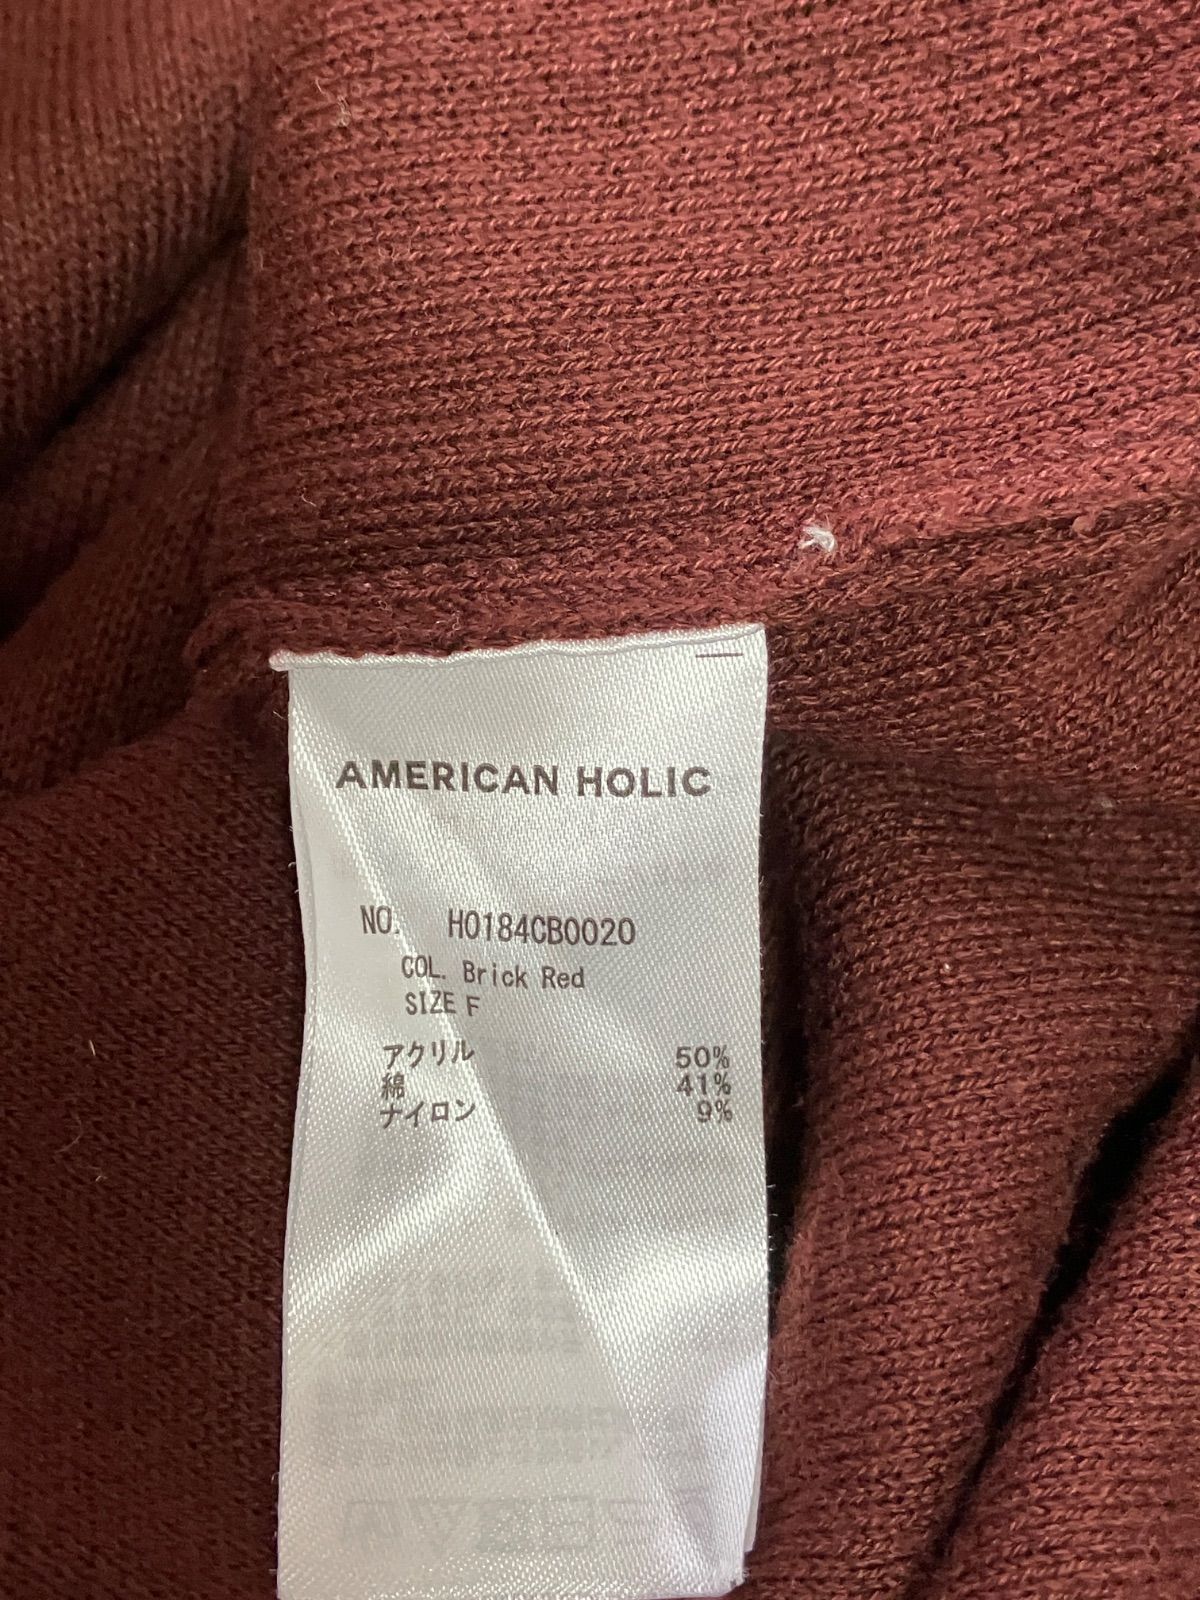 AMERICAN HOLIC
NO. H0184CB0020
COL. Brick Red
SIZE F
アクリル 50%
綿 41%
ナイロン 9%